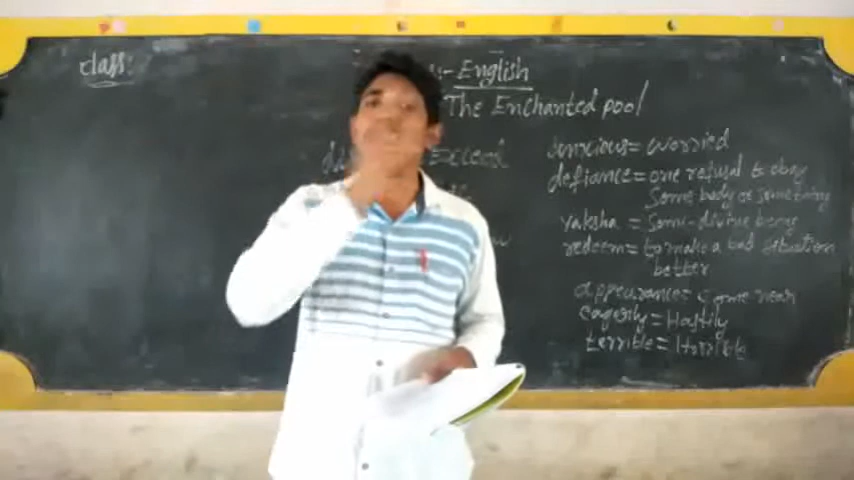 class:
English
The Enchanted pool
Exceed
anxious = worried
defiance = one refusal to obey
Some body or something
Yaksha = Semi-divine being
redeem = to make a bad situation
better
appearance = come near
eagerly = Hastily
terrible = Horrible